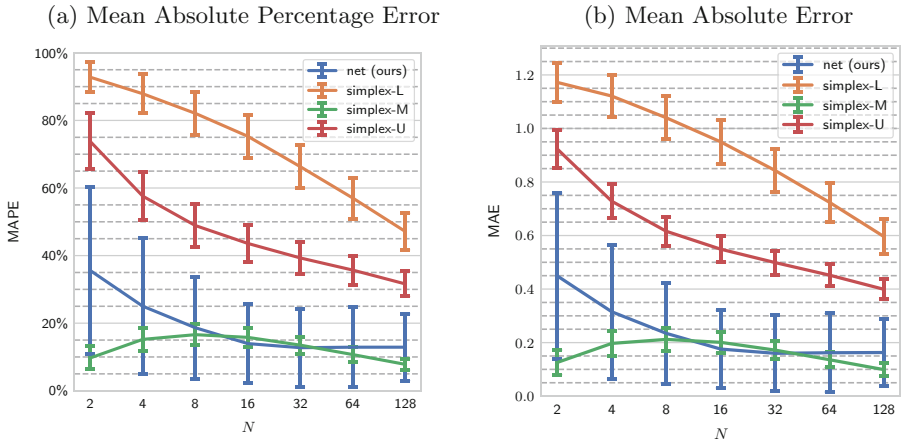 (a) Mean Absolute Percentage Error
100%
80%
60%
40%
20%
0%
MAPE
net (ours)
simplex-L
simplex-M
simplex-U
2 4 8 16 32 64 128
N
(b) Mean Absolute Error
1.2
1.0
0.8
0.6
0.4
0.2
0.0
MAE
net (ours)
simplex-L
simplex-M
simplex-U
2 4 8 16 32 64 128
N